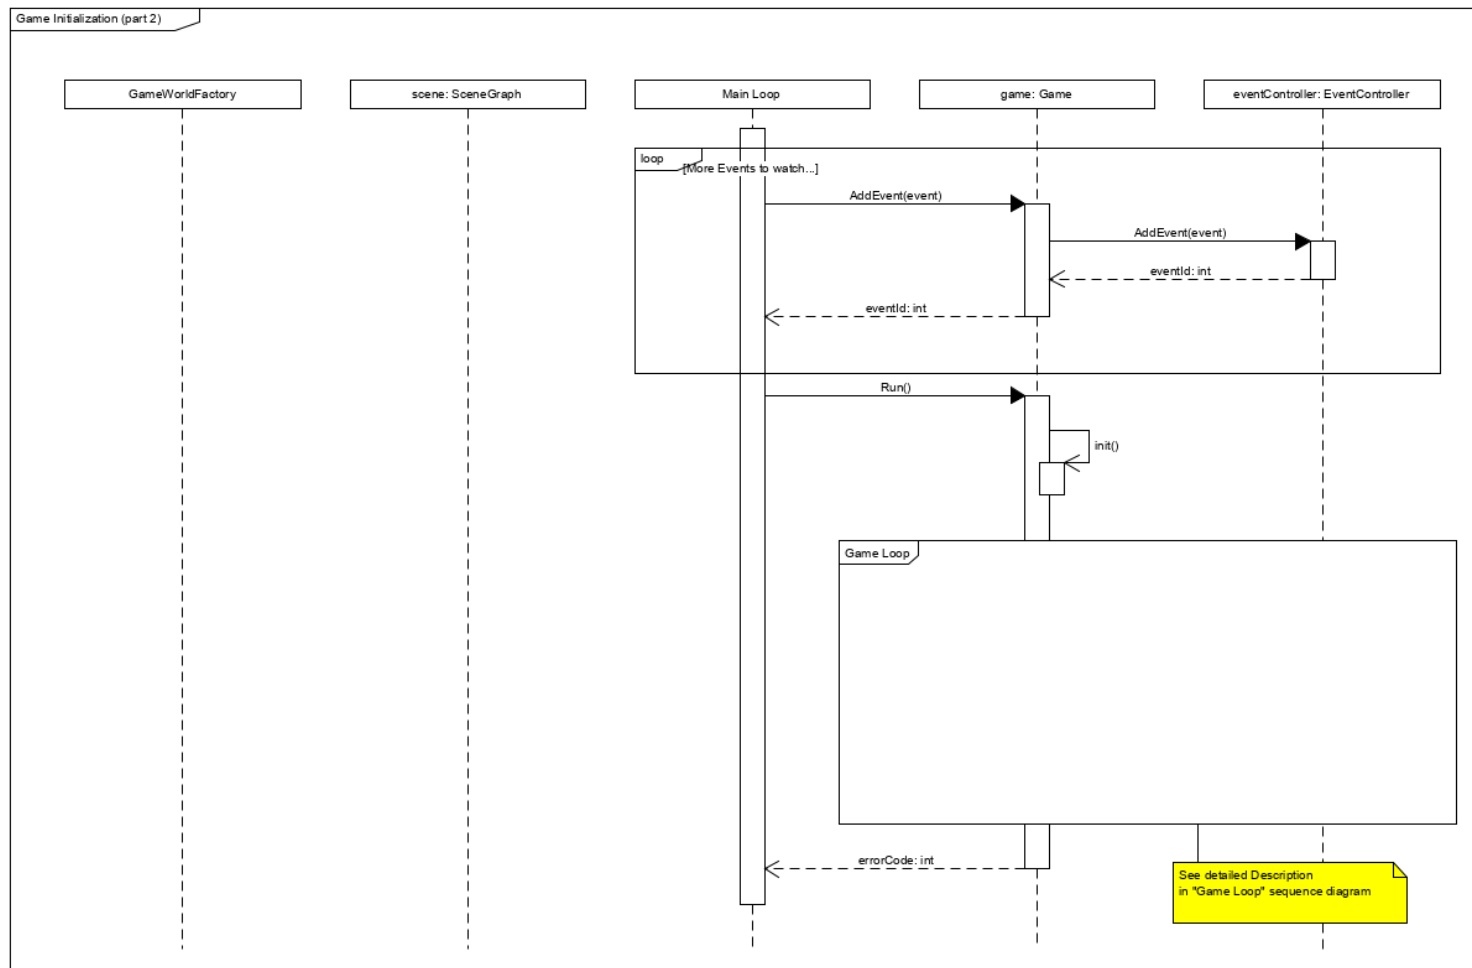 Game Initialization (part 2)
GameWorldFactory
scene: SceneGraph
Main Loop
game: Game
eventController: EventController
loop
[More Events to watch...]
AddEvent(event)
AddEvent(event)
eventId: int
eventId: int
Run()
init()
Game Loop
errorCode: int
See detailed Description
in "Game Loop" sequence diagram